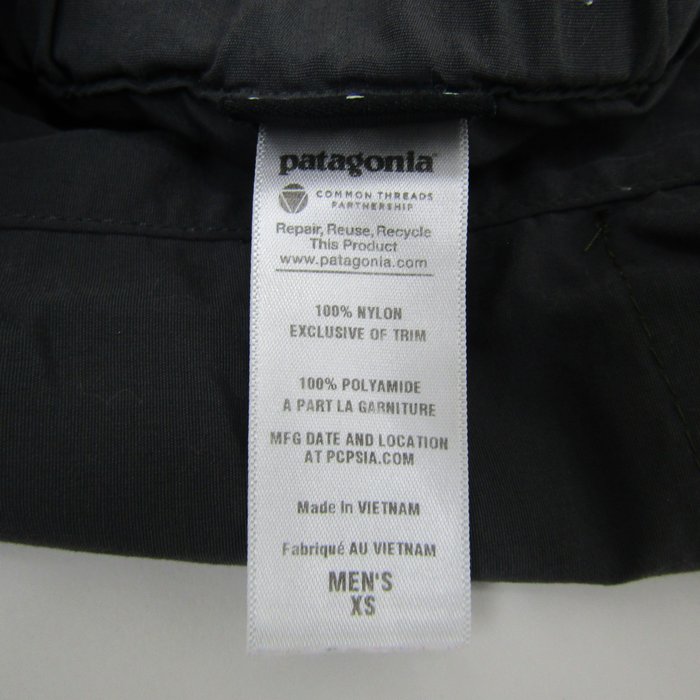 patagonia
COMMON THREADS
PARTNERSHIP
Repair, Reuse, Recycle
This Product
www.patagonia.com
100% NYLON
EXCLUSIVE OF TRIM
100% POLYAMIDE
A PART LA GARNITURE
MFG DATE AND LOCATION
AT PCPSIA.COM
Made In VIETNAM
Fabriqué AU VIETNAM
MEN'S
XS